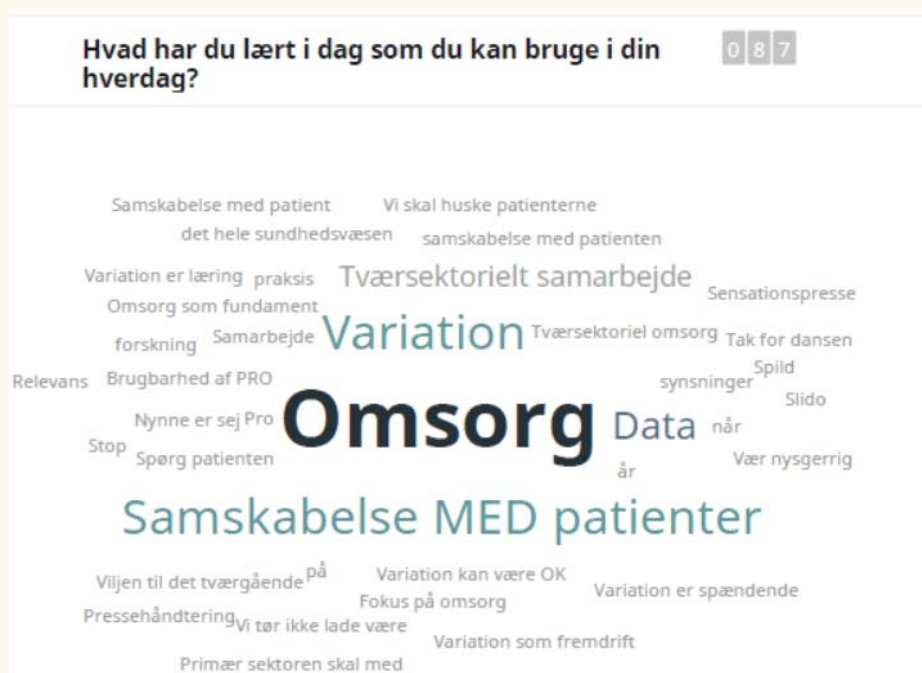 Hvad har du lært i dag som du kan bruge i din
hverdag?
087
Samskabelse med patient
Vi skal huske patienterne
det hele sundhedsvæsen
samskabelse med patienten
Variation er læring
praksis
Tværsektorielt samarbejde
Sensationspresse
Omsorg som fundament
forskning
Samarbejde
Variation
Tværsektoriel omsorg
Tak for dansen
Relevans
Brugbarhed af PRO
synsninger
Spild
Slido
Nynne er sej
Pro
Omsorg
Data
når
Stop
Spørg patienten
år
Vær nysgerrig
Samskabelse MED patienter
Viljen til det tværgående
på
Variation kan være OK
Variation er spændende
Fokus på omsorg
Pressehåndtering
Vi tør ikke lade være
Variation som fremdrift
Primær sektoren skal med